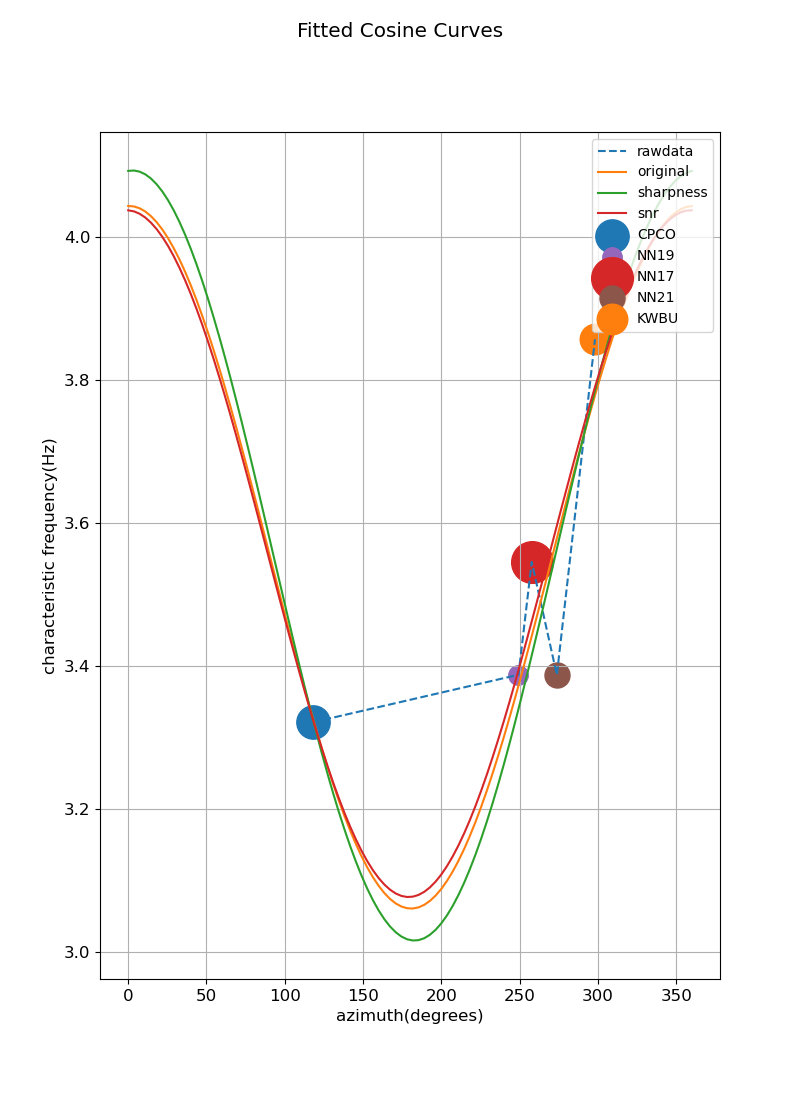 Fitted Cosine Curves
rawdata
original
sharpness
snr
CPCO
NN19
NN17
NN21
KWBU
4.0
3.8
3.6
3.4
3.2
3.0
characteristic frequency(Hz)
0 50 100 150 200 250 300 350
azimuth(degrees)